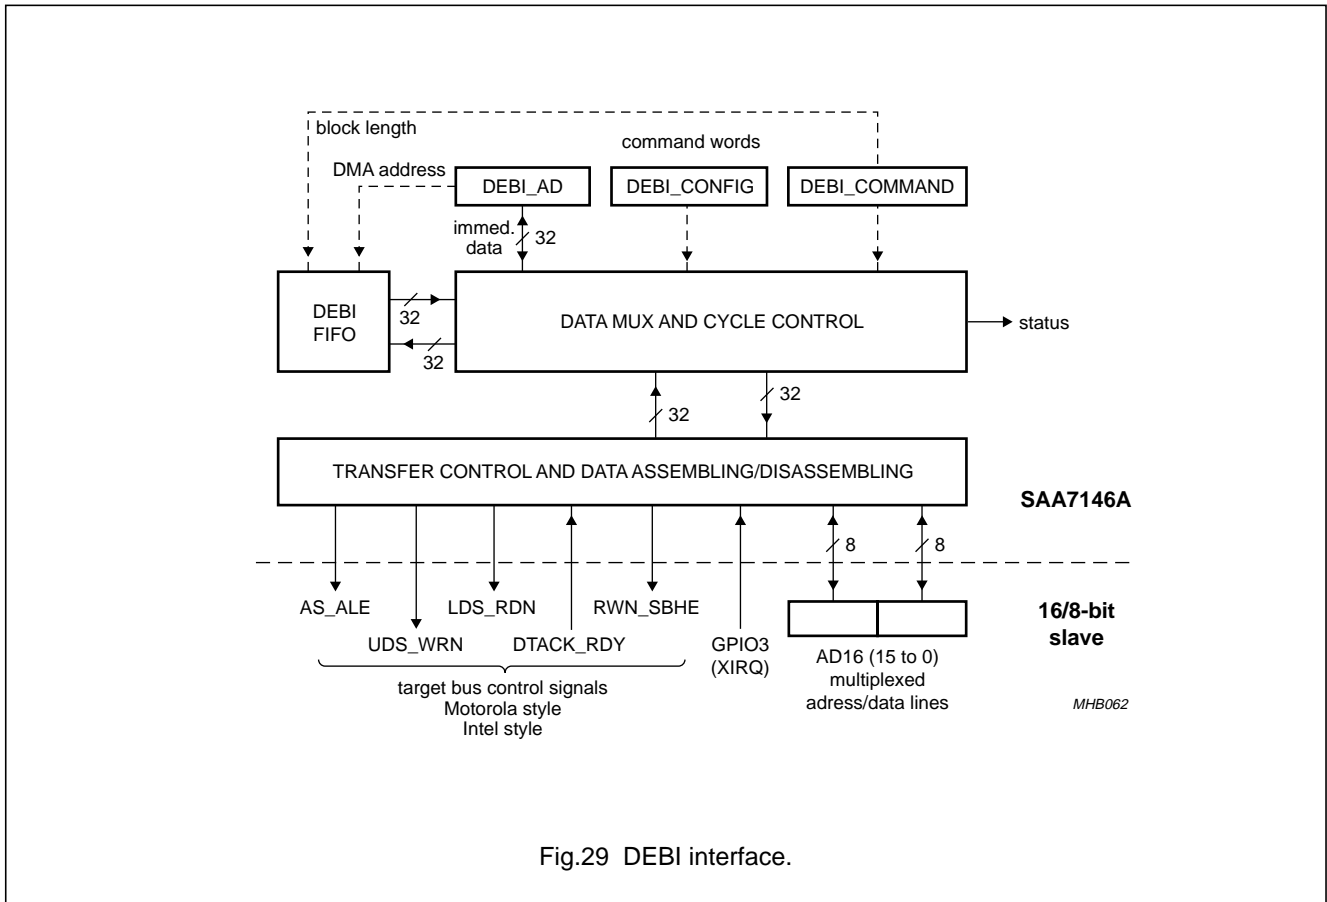 block length
command words
DMA address
DEBI_AD
DEBI_CONFIG
DEBI_COMMAND
immed.
data
32
DEBI
FIFO
32
32
DATA MUX AND CYCLE CONTROL
status
32
32
TRANSFER CONTROL AND DATA ASSEMBLING/DISASSEMBLING
SAA7146A
8
8
AS_ALE
LDS_RDN
RWN_SBHE
UDS_WRN
DTACK_RDY
GPIO3
(XIRQ)
16/8-bit
slave
target bus control signals
Motorola style
Intel style
AD16 (15 to 0)
multiplexed
adress/data lines
MHB062
Fig.29 DEBI interface.